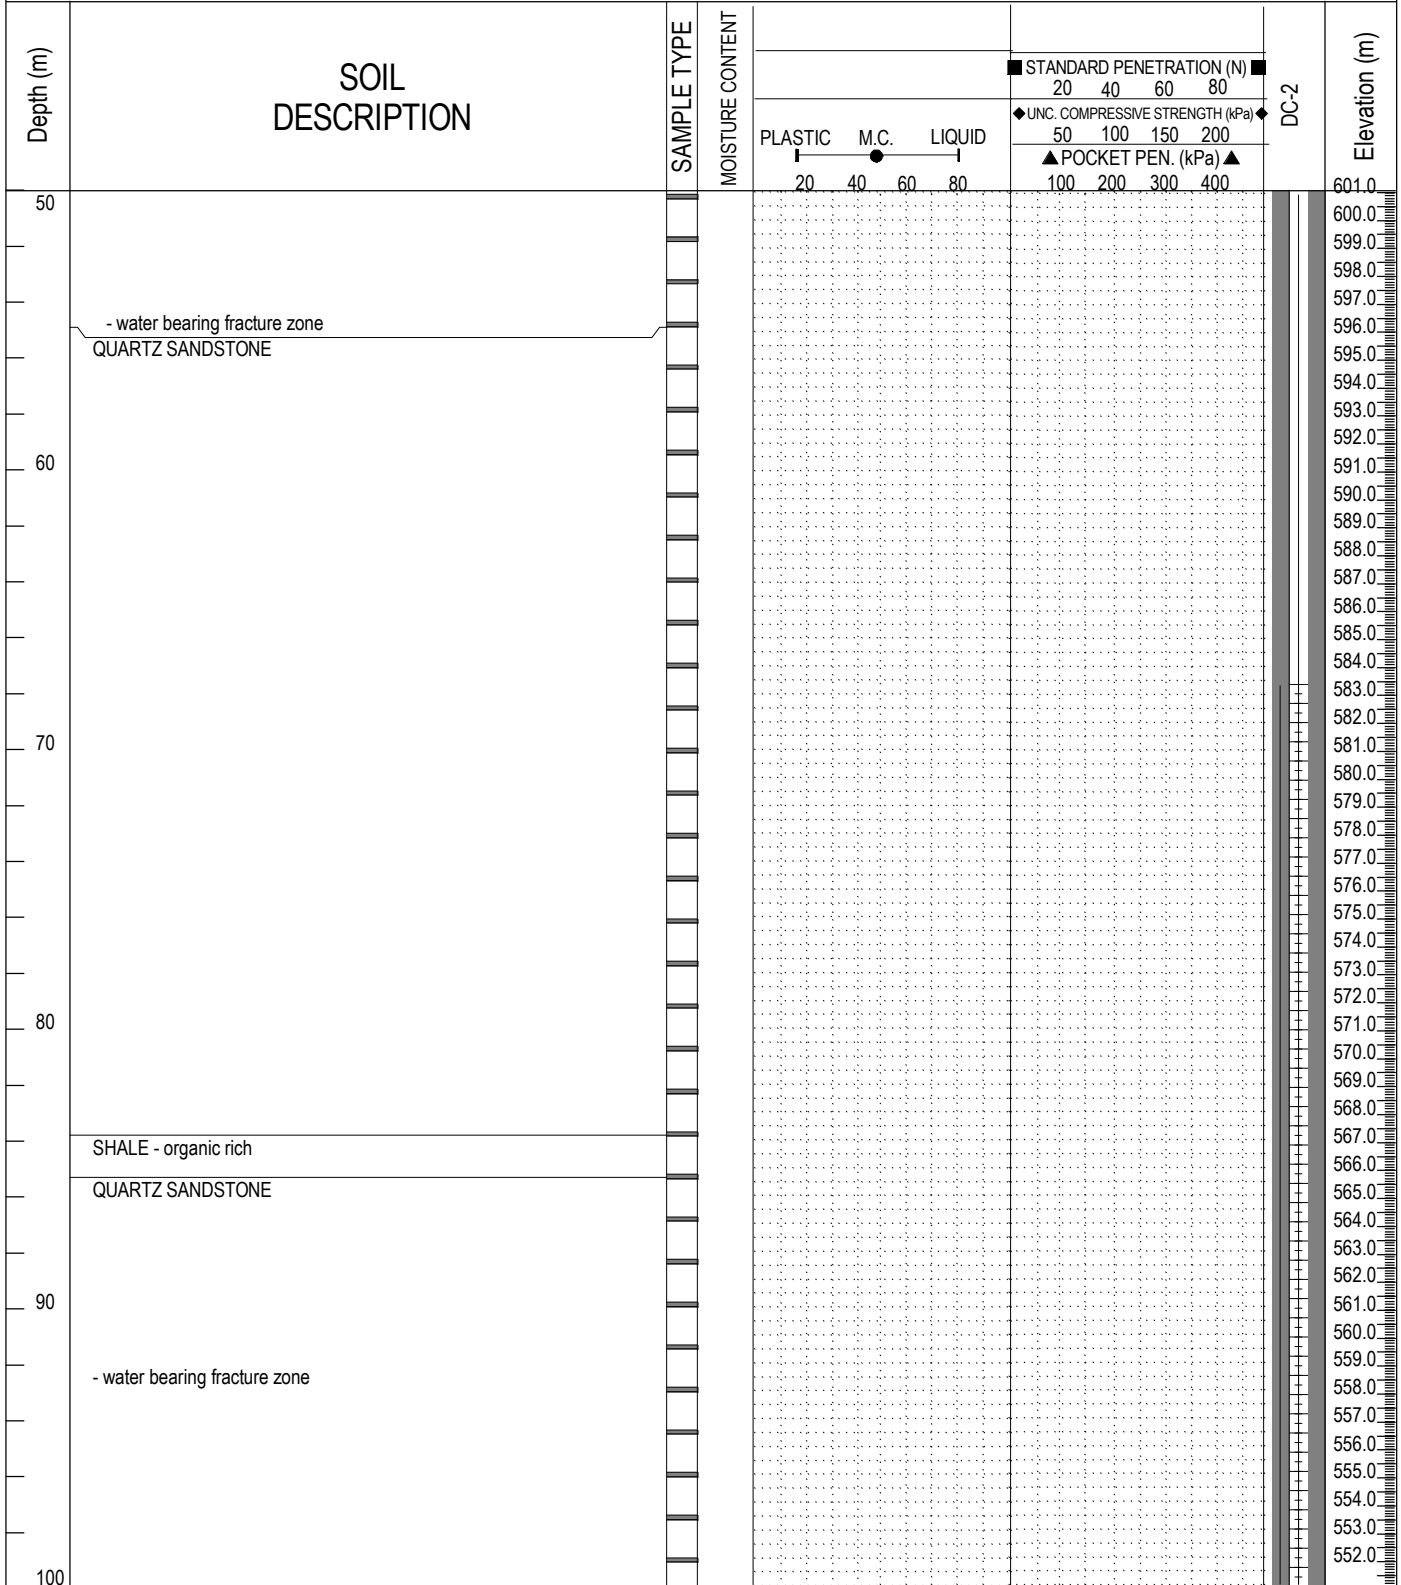 Depth (m)
SOIL
DESCRIPTION
SAMPLE TYPE
MOISTURE CONTENT
PLASTIC M.C. LIQUID
20 40 60 80
STANDARD PENETRATION (N)
20 40 60 80
UNC. COMPRESSIVE STRENGTH (kPa)
50 100 150 200
POCKET PEN. (kPa)
100 200 300 400
DC-2
Elevation (m)
50
60
70
80
90
100
- water bearing fracture zone
QUARTZ SANDSTONE
SHALE - organic rich
QUARTZ SANDSTONE
- water bearing fracture zone
601.0
600.0
599.0
598.0
597.0
596.0
595.0
594.0
593.0
592.0
591.0
590.0
589.0
588.0
587.0
586.0
585.0
584.0
583.0
582.0
581.0
580.0
579.0
578.0
577.0
576.0
575.0
574.0
573.0
572.0
571.0
570.0
569.0
568.0
567.0
566.0
565.0
564.0
563.0
562.0
561.0
560.0
559.0
558.0
557.0
556.0
555.0
554.0
553.0
552.0